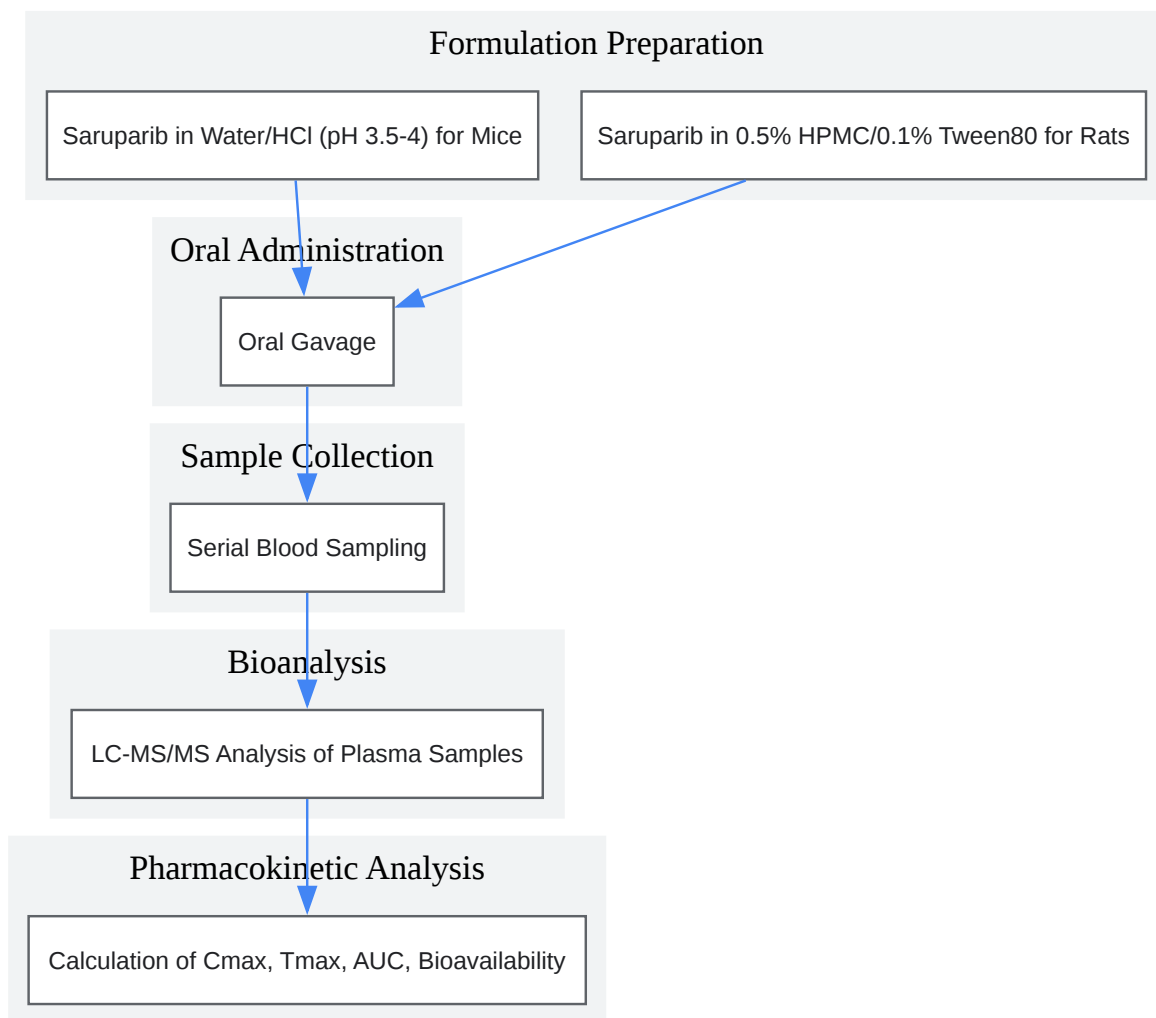 Formulation Preparation
Saruparib in Water/HCl (pH 3.5-4) for Mice
Saruparib in 0.5% HPMC/0.1% Tween80 for Rats
Oral Administration
Oral Gavage
Sample Collection
Serial Blood Sampling
Bioanalysis
LC-MS/MS Analysis of Plasma Samples
Pharmacokinetic Analysis
Calculation of Cmax, Tmax, AUC, Bioavailability